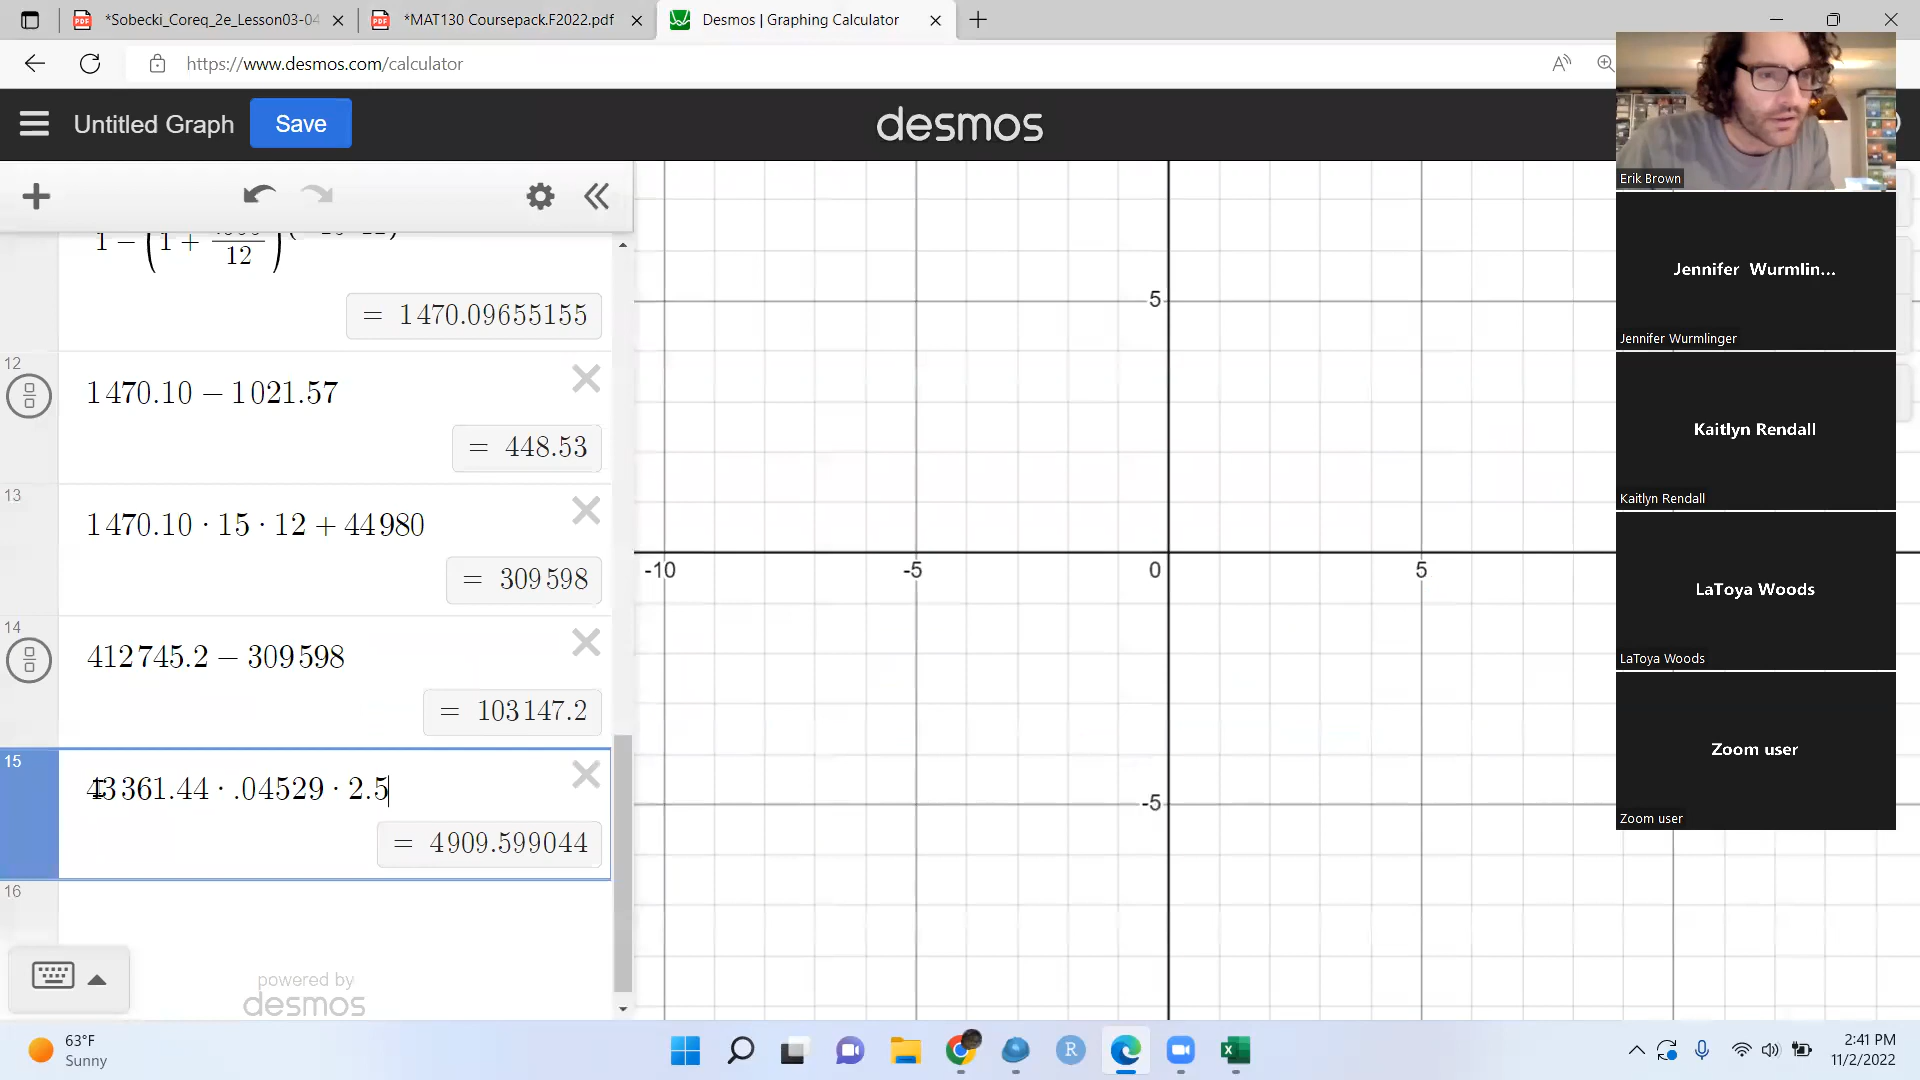 *Sobecki_Coreq_2e_Lesson03-04
*MAT130 Coursepack.F2022.pdf
Desmos | Graphing Calculator
https://www.desmos.com/calculator
Untitled Graph
Save
desmos
1 − (1 + 12)
= 1470.09655155
12
1470.10 − 1021.57
= 448.53
13
1470.10 · 15 · 12 + 44980
= 309598
14
412745.2 − 309598
= 103147.2
15
43361.44 · .04529 · 2.5
= 4909.599044
16
powered by
desmos
5
-10
-5
0
5
-5
Erik Brown
Jennifer Wurmlin...
Jennifer Wurmlinger
Kaitlyn Rendall
Kaitlyn Rendall
LaToya Woods
LaToya Woods
Zoom user
Zoom user
63°F
Sunny
2:41 PM
11/2/2022